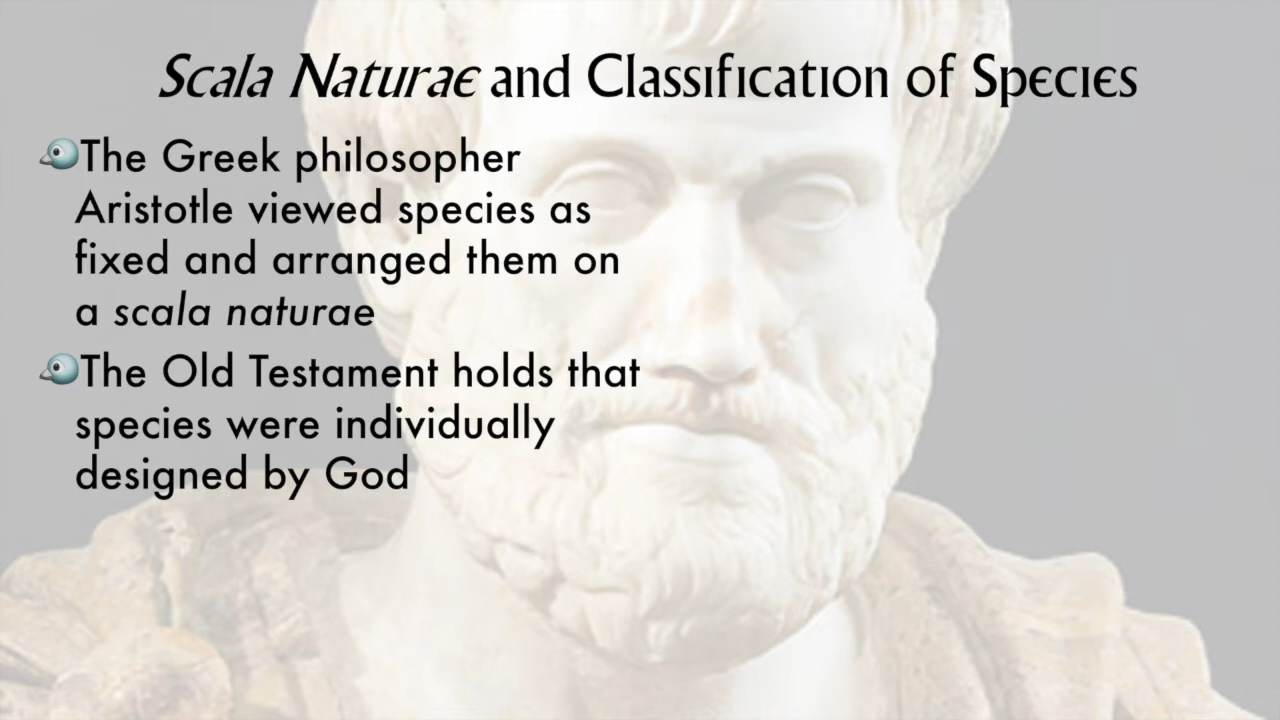 Scala Naturae and Classification of Species
The Greek philosopher
Aristotle viewed species as
fixed and arranged them on
a scala naturae
The Old Testament holds that
species were individually
designed by God